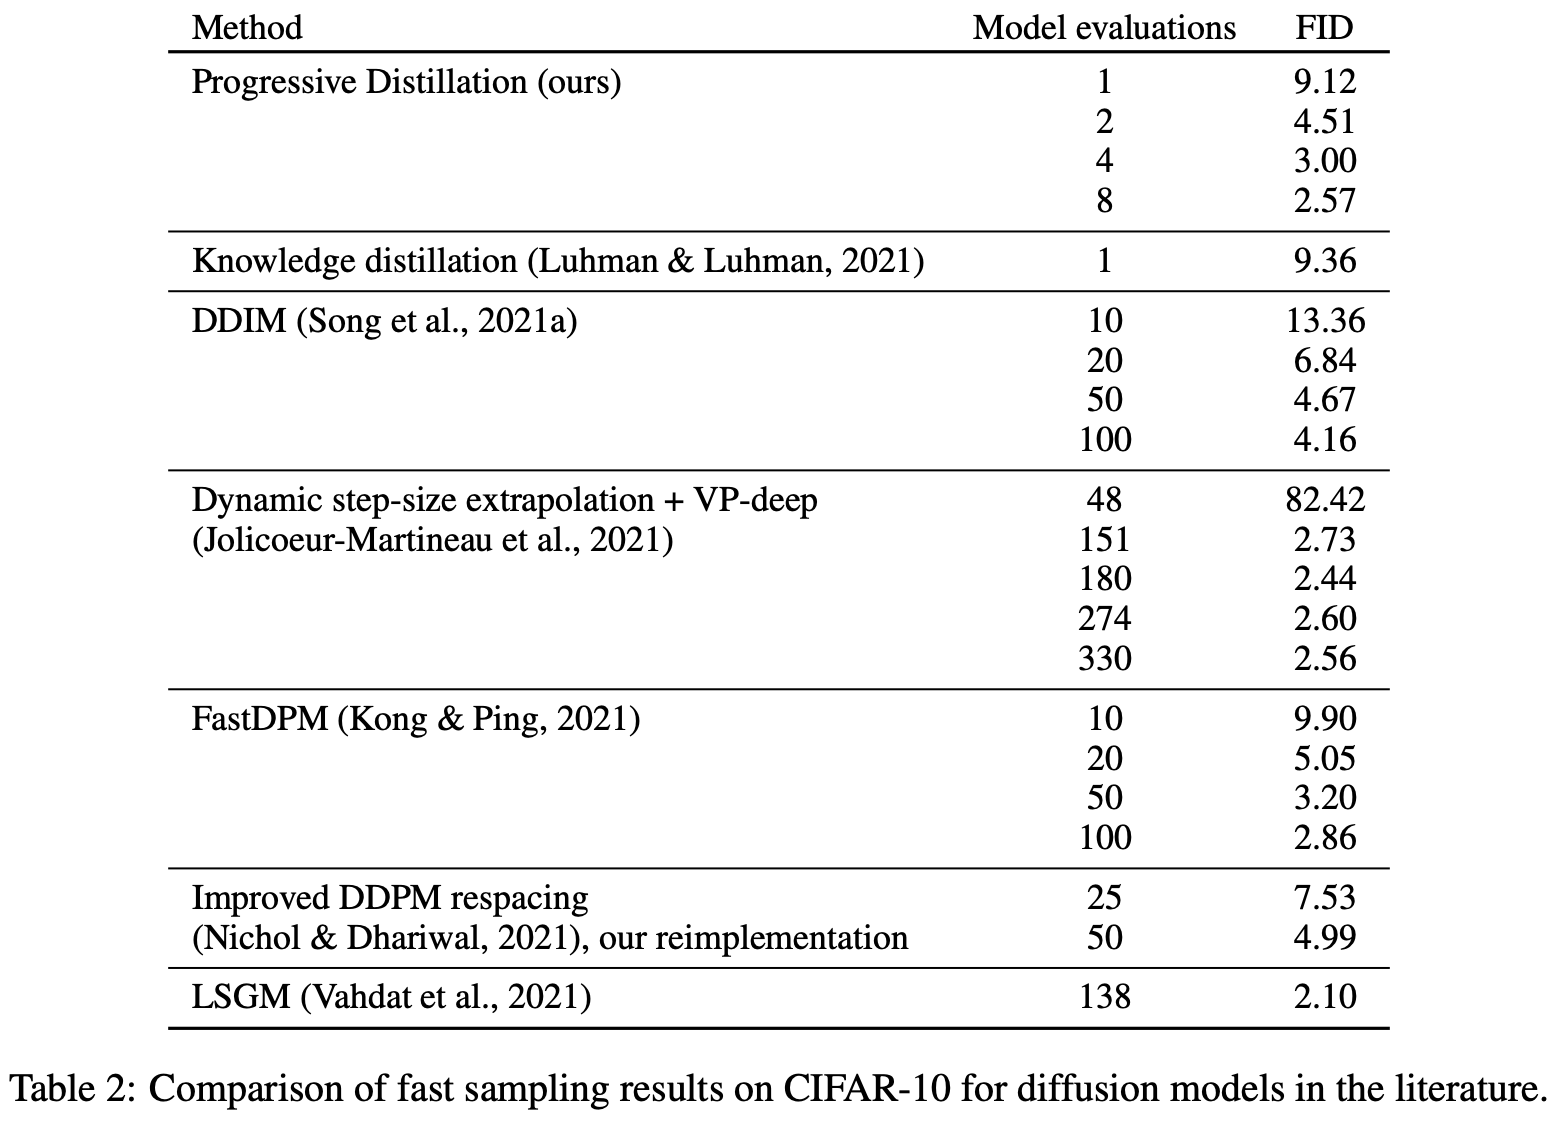 Method Model evaluations FID
Progressive Distillation (ours) 1 9.12
2 4.51
4 3.00
8 2.57
Knowledge distillation (Luhman & Luhman, 2021) 1 9.36
DDIM (Song et al., 2021a) 10 13.36
20 6.84
50 4.67
100 4.16
Dynamic step-size extrapolation + VP-deep 48 82.42
(Jolicoeur-Martineau et al., 2021) 151 2.73
180 2.44
274 2.60
330 2.56
FastDPM (Kong & Ping, 2021) 10 9.90
20 5.05
50 3.20
100 2.86
Improved DDPM respacing 25 7.53
(Nichol & Dhariwal, 2021), our reimplementation 50 4.99
LSGM (Vahdat et al., 2021) 138 2.10
Table 2: Comparison of fast sampling results on CIFAR-10 for diffusion models in the literature.